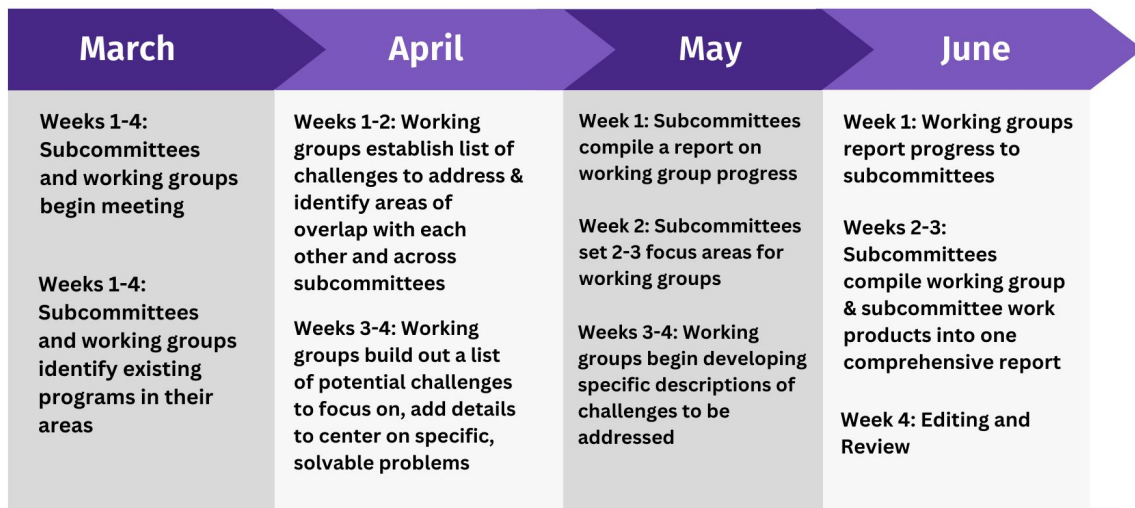 March
Weeks 1-4:
Subcommittees
and working groups
begin meeting
Weeks 1-4:
Subcommittees
and working groups
identify existing
programs in their
areas
April
Weeks 1-2: Working
groups establish list of
challenges to address &
identify areas of
overlap with each
other and across
subcommittees
Weeks 3-4: Working
groups build out a list
of potential challenges
to focus on, add details
to center on specific,
solvable problems
May
Week 1: Subcommittees
compile a report on
working group progress
Week 2: Subcommittees
set 2-3 focus areas for
working groups
Weeks 3-4: Working
groups begin developing
specific descriptions of
challenges to be
addressed
June
Week 1: Working groups
report progress to
subcommittees
Weeks 2-3:
Subcommittees
compile working group
& subcommittee work
products into one
comprehensive report
Week 4: Editing and
Review